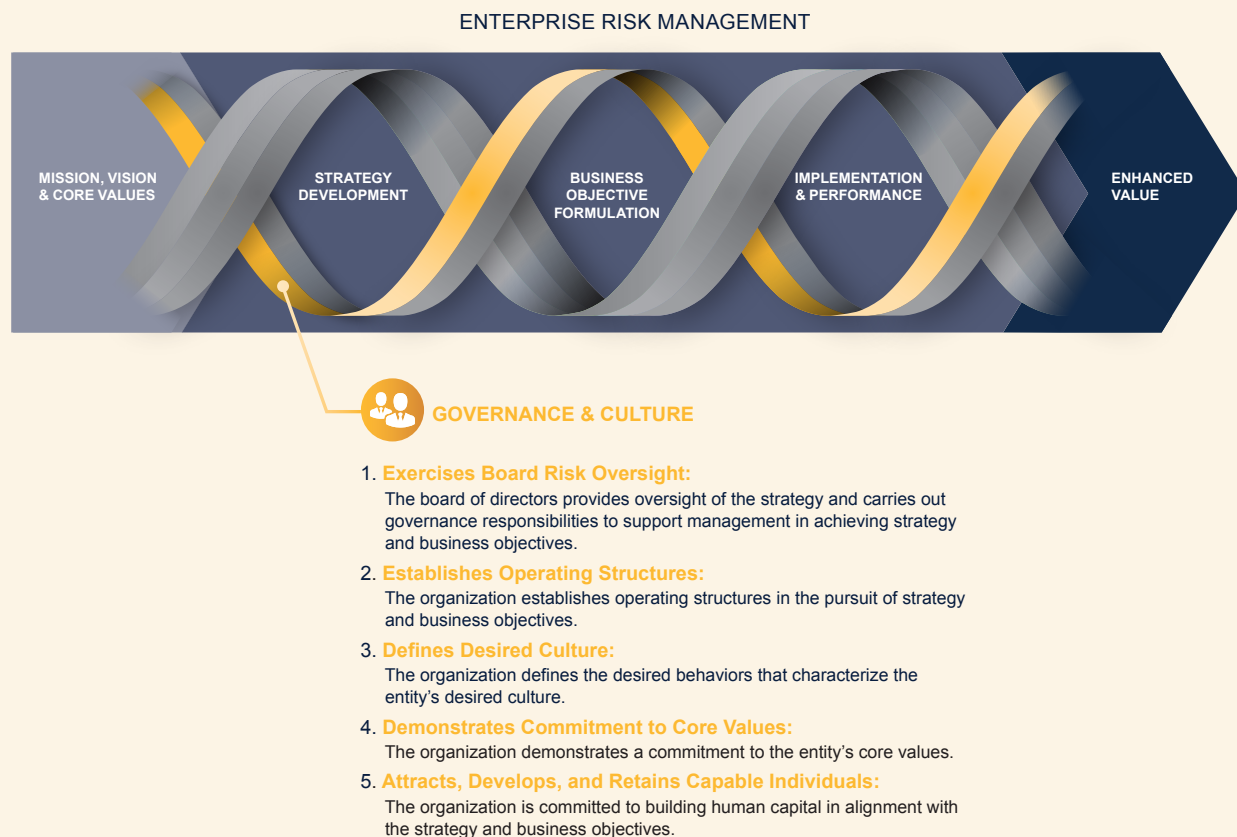 ENTERPRISE RISK MANAGEMENT
MISSION, VISION
& CORE VALUES
STRATEGY
DEVELOPMENT
BUSINESS
OBJECTIVE
FORMULATION
IMPLEMENTATION
& PERFORMANCE
ENHANCED
VALUE
GOVERNANCE & CULTURE
1. Exercises Board Risk Oversight:
The board of directors provides oversight of the strategy and carries out
governance responsibilities to support management in achieving strategy
and business objectives.
2. Establishes Operating Structures:
The organization establishes operating structures in the pursuit of strategy
and business objectives.
3. Defines Desired Culture:
The organization defines the desired behaviors that characterize the
entity’s desired culture.
4. Demonstrates Commitment to Core Values:
The organization demonstrates a commitment to the entity’s core values.
5. Attracts, Develops, and Retains Capable Individuals:
The organization is committed to building human capital in alignment with
the strategy and business objectives.